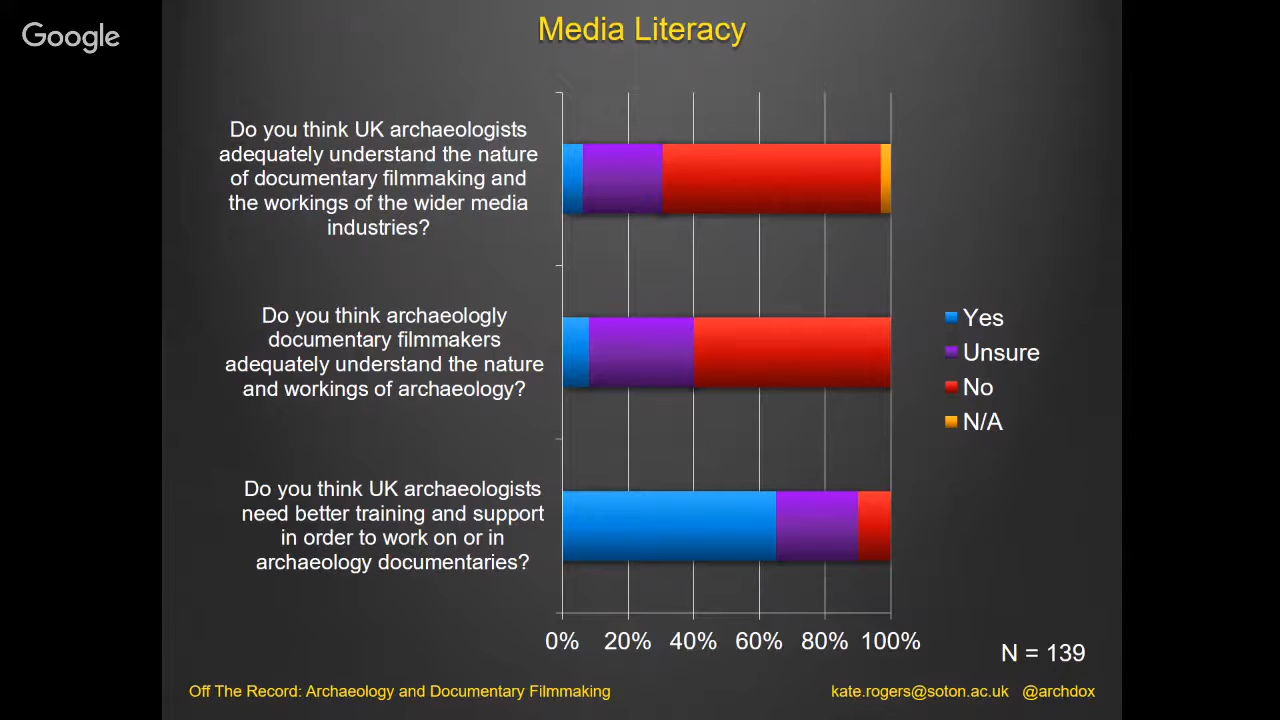 Google
Media Literacy
Do you think UK archaeologists
adequately understand the nature
of documentary filmmaking and
the workings of the wider media
industries?
Do you think archaeologly
documentary filmmakers
adequately understand the nature
and workings of archaeology?
Do you think UK archaeologists
need better training and support
in order to work on or in
archaeology documentaries?
Yes
Unsure
No
N/A
0% 20% 40% 60% 80% 100%
N = 139
Off The Record: Archaeology and Documentary Filmmaking
kate.rogers@soton.ac.uk @archdox